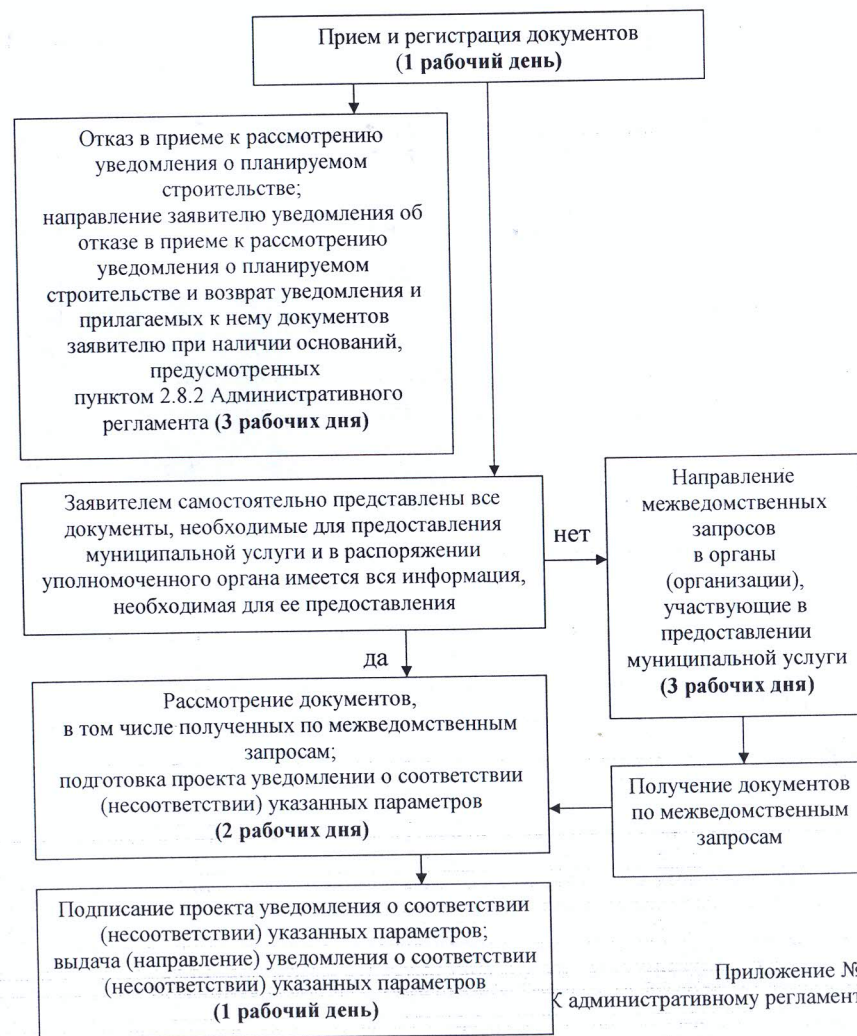 Прием и регистрация документов
(1 рабочий день)
Отказ в приеме к рассмотрению
уведомления о планируемом
строительстве;
направление заявителю уведомления об
отказе в приеме к рассмотрению
уведомления о планируемом
строительстве и возврат уведомления и
прилагаемых к нему документов
заявителю при наличии оснований,
предусмотренных
пунктом 2.8.2 Административного
регламента (3 рабочих дня)
Заявителем самостоятельно представлены все
документы, необходимые для предоставления
муниципальной услуги и в распоряжении
уполномоченного органа имеется вся информация,
необходимая для ее предоставления
нет
Направление
межведомственных
запросов
в органы
(организации),
участвующие в
предоставлении
муниципальной услуги
(3 рабочих дня)
да
Рассмотрение документов,
в том числе полученных по межведомственным
запросам;
подготовка проекта уведомлении о соответствии
(несоответствии) указанных параметров
(2 рабочих дня)
Получение документов
по межведомственным
запросам
Подписание проекта уведомления о соответствии
(несоответствии) указанных параметров;
выдача (направление) уведомления о соответствии
(несоответствии) указанных параметров
(1 рабочий день)
Приложение №
К административному регламент